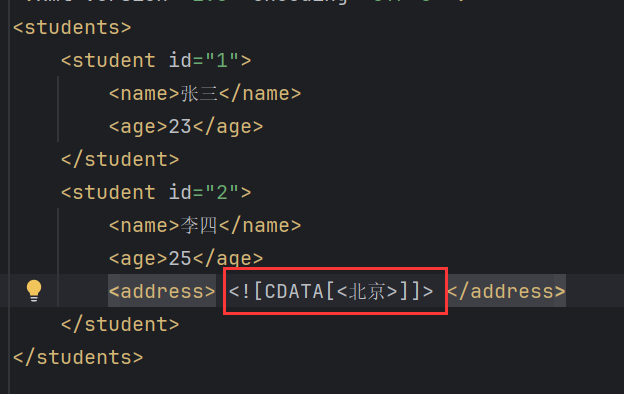 <students>
<student id="1">
<name>张三</name>
<age>23</age>
</student>
<student id="2">
<name>李四</name>
<age>25</age>
<address> <![CDATA[<北京>]]> </address>
</student>
</students>